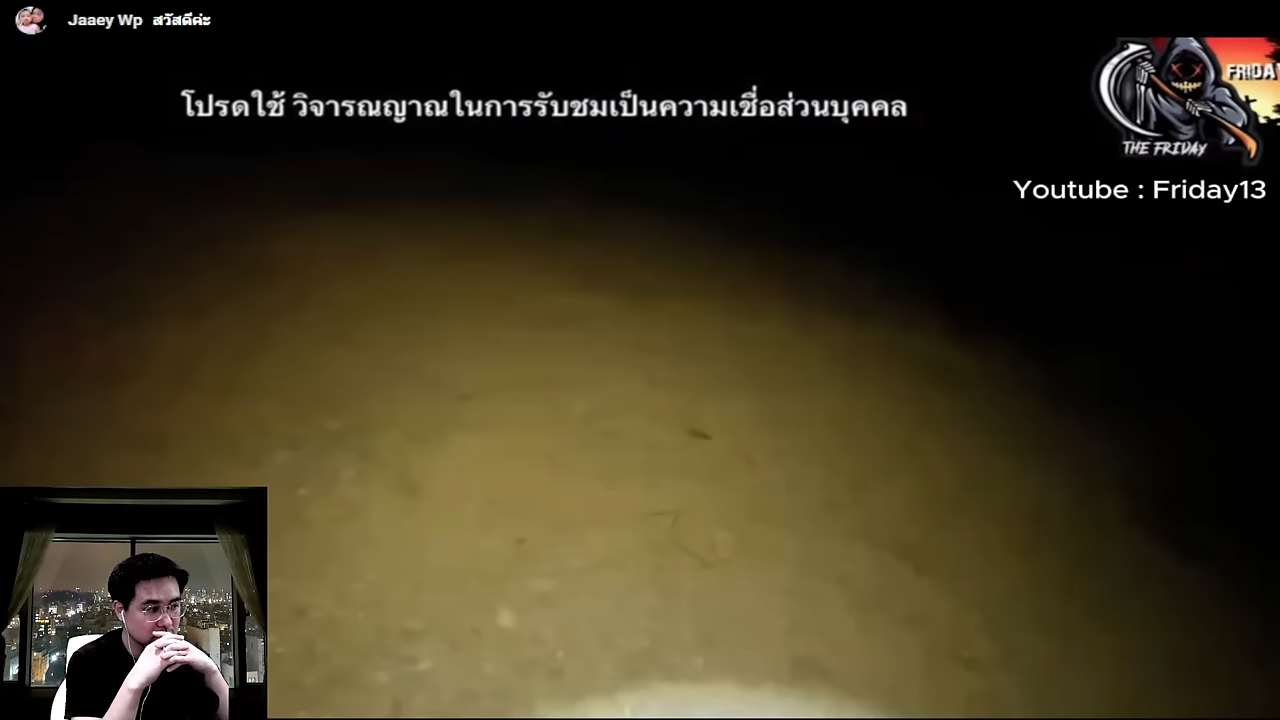 Jaaey Wp สวัสดีค่ะ
โปรดใช้ วิจารณญาณในการรับชมเป็นความเชื่อส่วนบุคคล
FRIDA
THE FRIDAY
Youtube : Friday13